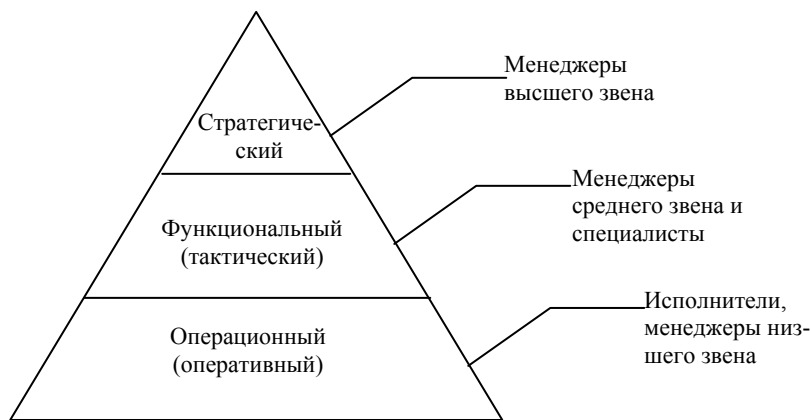 Менеджеры
высшего звена
Стратегиче-
ский
Менеджеры
среднего звена и
специалисты
Функциональный
(тактический)
Исполнители,
менеджеры низ-
шего звена
Операционный
(оперативный)